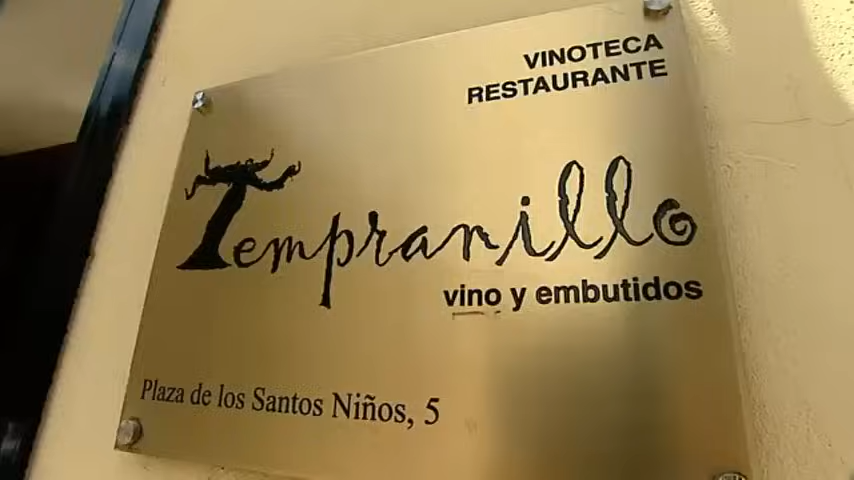 VINOTECA
RESTAURANTE
Tempranillo
vino y embutidos
Plaza de los Santos Niños, 5